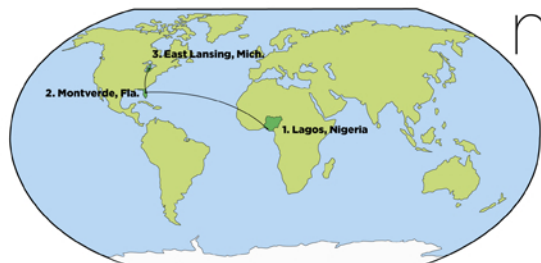 3. East Lansing, Mich.
2. Montverde, Fla.
1. Lagos, Nigeria